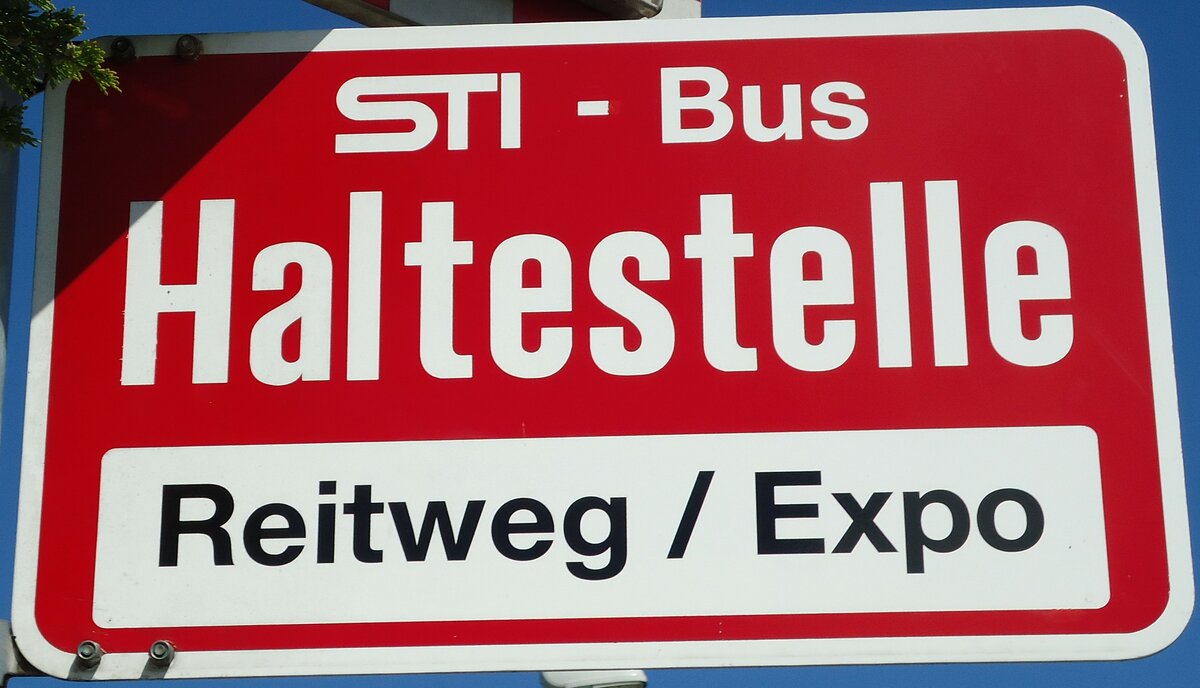 STI - Bus
Haltestelle
Reitweg / Expo